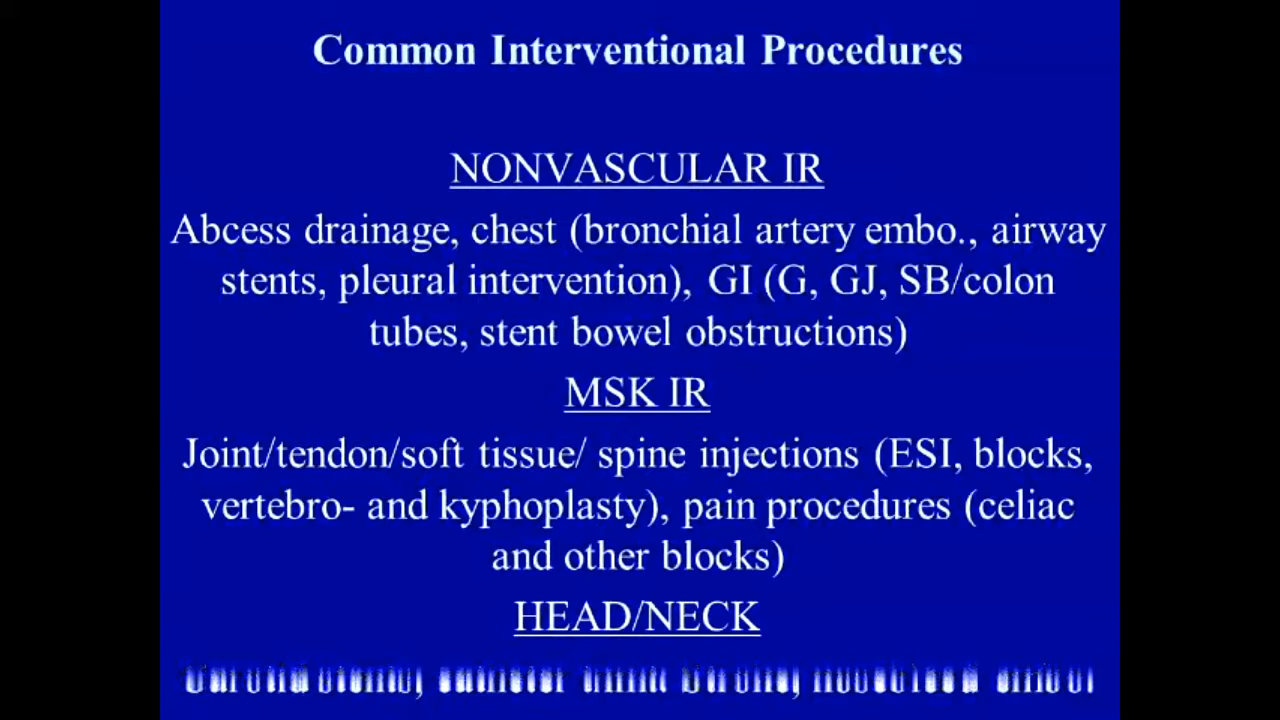 Common Interventional Procedures
NONVASCULAR IR
Abcess drainage, chest (bronchial artery embo., airway
stents, pleural intervention), GI (G, GJ, SB/colon
tubes, stent bowel obstructions)
MSK IR
Joint/tendon/soft tissue/ spine injections (ESI, blocks,
vertebro- and kyphoplasty), pain procedures (celiac
and other blocks)
HEAD/NECK